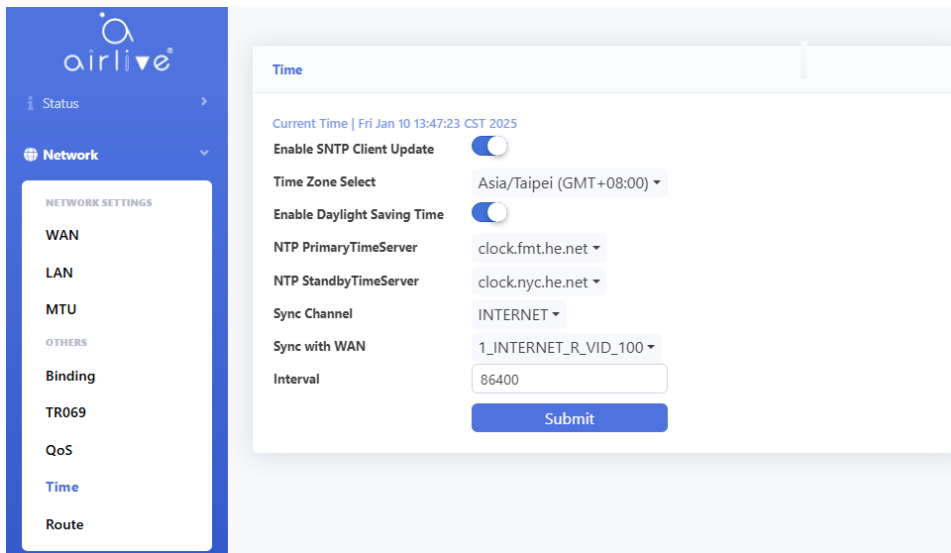 airlive®
Status
Network
NETWORK SETTINGS
WAN
LAN
MTU
OTHERS
Binding
TR069
QoS
Time
Route
Time
Current Time | Fri Jan 10 13:47:23 CST 2025
Enable SNTP Client Update
Time Zone Select Asia/Taipei (GMT+08:00)
Enable Daylight Saving Time
NTP PrimaryTimeServer clock.fmt.he.net
NTP StandbyTimeServer clock.nyc.he.net
Sync Channel INTERNET
Sync with WAN 1_INTERNET_R_VID_100
Interval 86400
Submit